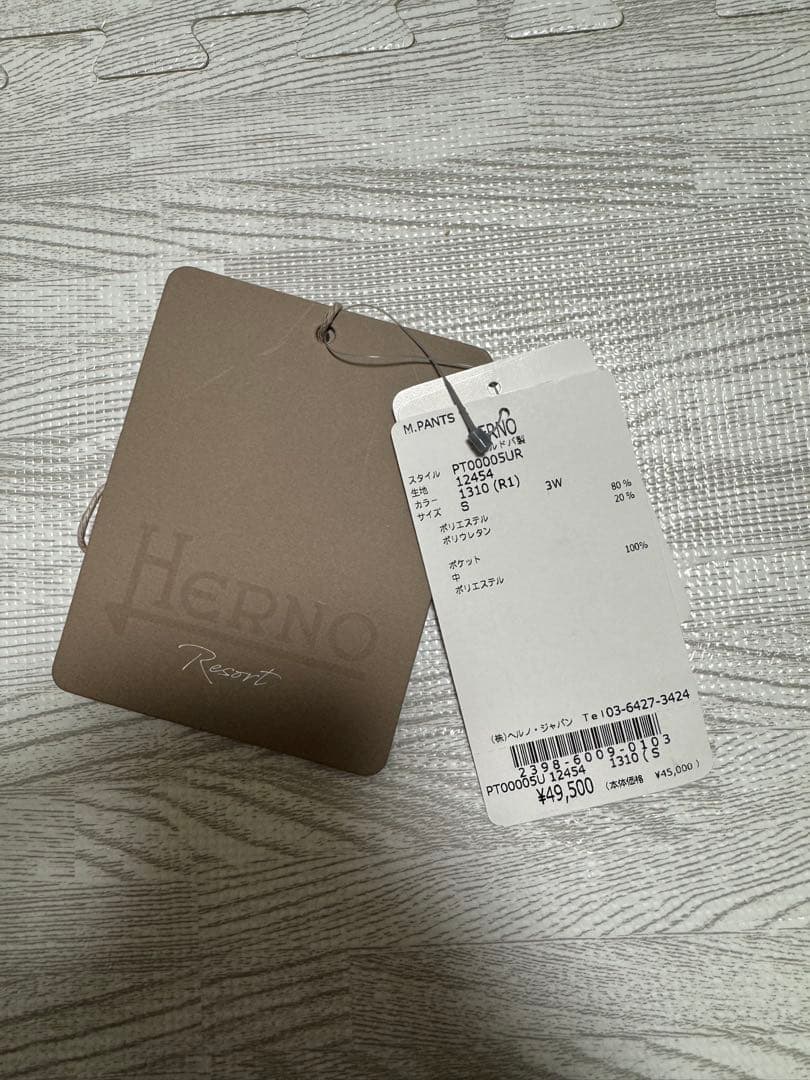 HERNO
Resort
M.PANTS
ERNO
ルドバ製
スタイル PT00005UR
生地 12454
カラー 1310 (R1) 3W
サイズ S
ポリエステル 80%
ポリウレタン 20%
ポケット
中
ポリエステル 100%
(株)ヘルノ・ジャパン Tel03-6427-3424
2398-6009-0103
PT00005U 12454 1310 ( S
¥49,500 (本体価格 ¥45,000)